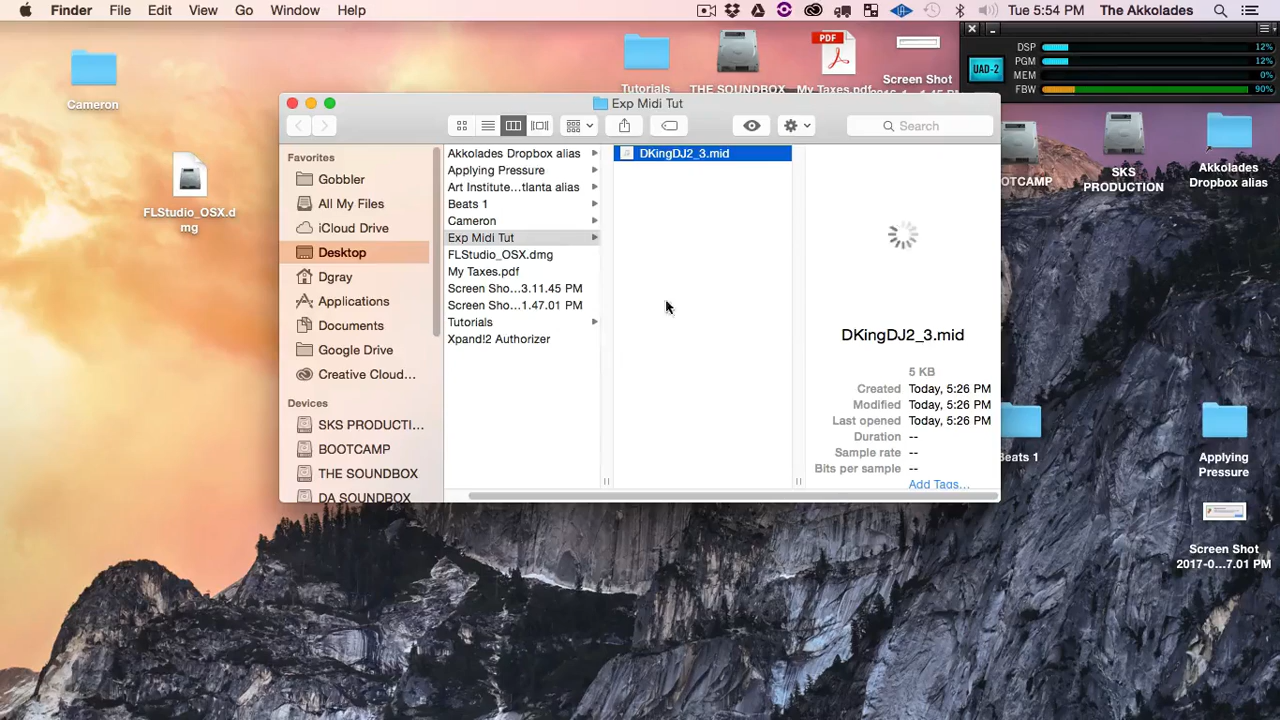 Finder File Edit View Go Window Help
Tue 5:54 PM The Akkolades
Cameron
FLStudio_OSX.d
mg
Tutorials
THE SOUNDBOX
PDF
My Taxes.pdf
Screen Shot
UAD-2
DSP 12%
PGM 12%
MEM 0%
FBW 90%
OOTCAMP
SKS
PRODUCTION
Akkolades
Dropbox alias
Exp Midi Tut
Search
Favorites
Gobbler
All My Files
iCloud Drive
Desktop
Dgray
Applications
Documents
Google Drive
Creative Cloud...
Devices
SKS PRODUCTI...
BOOTCAMP
THE SOUNDBOX
DA SOUNDBOX
Akkolades Dropbox alias
Applying Pressure
Art Institute...tlanta alias
Beats 1
Cameron
Exp Midi Tut
FLStudio_OSX.dmg
My Taxes.pdf
Screen Sho...3.11.45 PM
Screen Sho...1.47.01 PM
Tutorials
Xpand!2 Authorizer
DKingDJ2_3.mid
DKingDJ2_3.mid
5 KB
Created Today, 5:26 PM
Modified Today, 5:26 PM
Last opened Today, 5:26 PM
Duration --
Sample rate --
Bits per sample --
Add Tags...
Beats 1
Applying
Pressure
Screen Shot
2017-0...7.01 PM